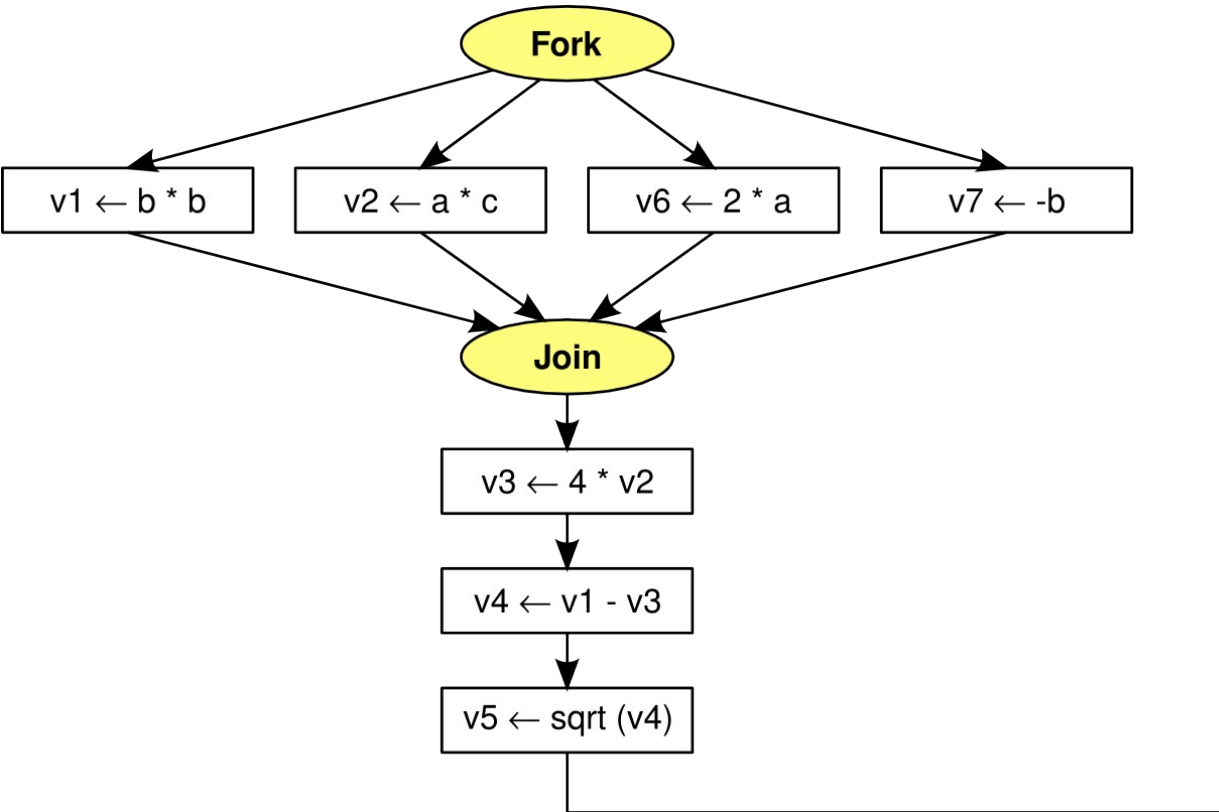 Fork
v1 ← b * b
v2 ← a * c
v6 ← 2 * a
v7 ← -b
Join
v3 ← 4 * v2
v4 ← v1 - v3
v5 ← sqrt (v4)